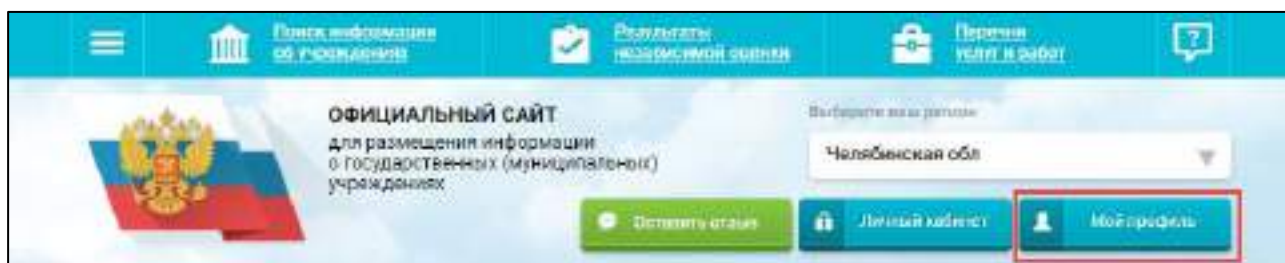 Поиск информации
об учреждениях
Результаты
независимой оценки
Перечни
услуг и работ
?
ОФИЦИАЛЬНЫЙ САЙТ
для размещения информации
о государственных (муниципальных)
учреждениях
Выберите ваш регион
Челябинская обл
Оставить отзыв
Личный кабинет
Мой профиль